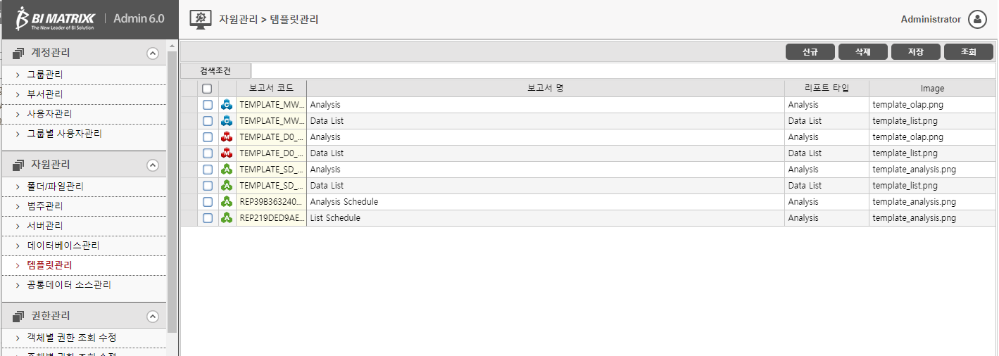 BI MATRIX
The New Leader of BI Solution
Admin 6.0
자원관리 > 템플릿관리
Administrator
계정관리
그룹관리
부서관리
사용자관리
그룹별 사용자관리
자원관리
폴더/파일관리
범주관리
서버관리
데이터베이스관리
템플릿관리
공통데이터 소스관리
권한관리
객체별 권한 조회 수정
신규 삭제 저장 조회
검색조건
보고서 코드 보고서 명 리포트 타입 Image
C TEMPLATE_MW... Analysis Analysis template_olap.png
C TEMPLATE_MW... Data List Data List template_list.png
M TEMPLATE_D0_... Analysis Analysis template_olap.png
M TEMPLATE_D0_... Data List Data List template_list.png
A TEMPLATE_SD_... Analysis Analysis template_analysis.png
A TEMPLATE_SD_... Data List Data List template_list.png
A REP39B363240... Analysis Schedule Analysis template_analysis.png
A REP219DED9AE... List Schedule Analysis template_analysis.png